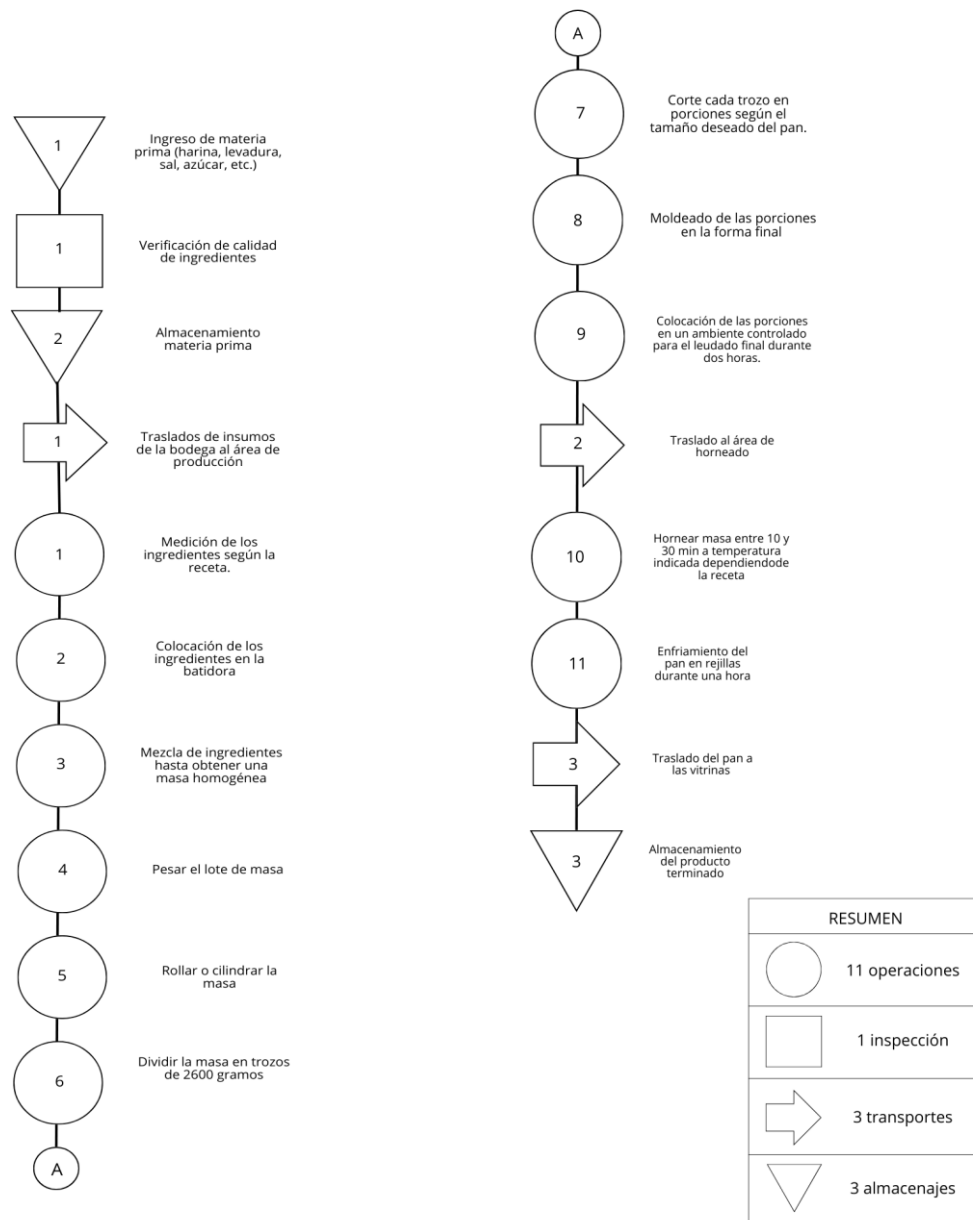 1
Ingreso de materia
prima (harina, levadura,
sal, azúcar, etc.)
1
Verificación de calidad
de ingredientes
2
Almacenamiento
materia prima
1
Traslados de insumos
de la bodega al área de
producción
1
Medición de los
ingredientes según la
receta.
2
Colocación de los
ingredientes en la
batidora
3
Mezcla de ingredientes
hasta obtener una
masa homogénea
4
Pesar el lote de masa
5
Rollar o cilindrar la
masa
6
Dividir la masa en trozos
de 2600 gramos
A
A
7
Corte cada trozo en
porciones según el
tamaño deseado del pan.
8
Moldeado de las porciones
en la forma final
9
Colocación de las porciones
en un ambiente controlado
para el leudado final durante
dos horas.
2
Traslado al área de
horneado
10
Hornear masa entre 10 y
30 min a temperatura
indicada dependiendode
la receta
11
Enfriamiento del
pan en rejillas
durante una hora
3
Traslado del pan a
las vitrinas
3
Almacenamiento
del producto
terminado
RESUMEN
11 operaciones
1 inspección
3 transportes
3 almacenajes